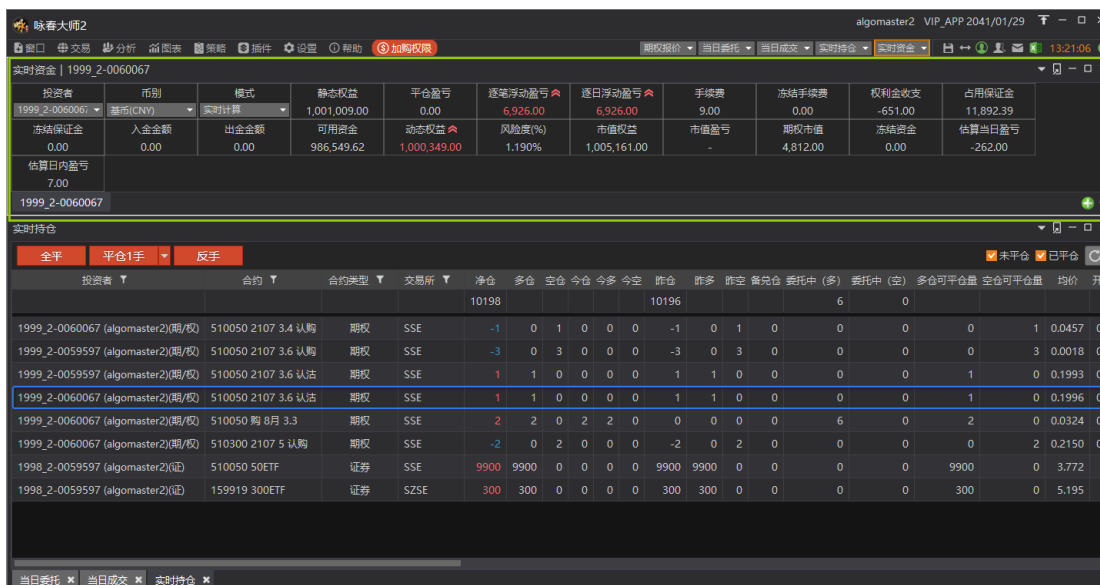 咏春大师2 algomaster2 VIP_APP 2041/01/29
窗口 交易 分析 图表 策略 插件 设置 帮助 加购权限 期权报价 当日委托 当日成交 实时持仓 实时资金 13:21:06
实时资金 | 1999_2-0060067
投资者 币别 模式 静态权益 平仓盈亏 逐笔浮动盈亏 逐日浮动盈亏 手续费 冻结手续费 权利金收支 占用保证金
1999_2-0060067 基币(CNY) 实时计算 1,001,009.00 0.00 6,926.00 6,926.00 9.00 0.00 -651.00 11,892.39
冻结保证金 入金金额 出金金额 可用资金 动态权益 风险度(%) 市值权益 市值盈亏 期权市值 冻结资金 估算当日盈亏
0.00 0.00 0.00 986,549.62 1,000,349.00 1.190% 1,005,161.00 - 4,812.00 0.00 -262.00
估算日内盈亏
7.00
1999_2-0060067
实时持仓
全平 平仓1手 反手 未平仓 已平仓
投资者 合约 合约类型 交易所 净仓 多仓 空仓 今仓 今多 今空 昨仓 昨多 昨空 备兑仓 委托中（多） 委托中（空） 多仓可平仓量 空仓可平仓量 均价 开
10198 10196 6 0
1999_2-0060067 (algomaster2)(期/权) 510050 2107 3.4 认购 期权 SSE -1 0 1 0 0 0 -1 0 1 0 0 0 0 1 0.0457
1999_2-0059597 (algomaster2)(期/权) 510050 2107 3.6 认购 期权 SSE -3 0 3 0 0 0 -3 0 3 0 0 0 0 3 0.0018
1999_2-0059597 (algomaster2)(期/权) 510050 2107 3.6 认沽 期权 SSE 1 1 0 0 0 0 1 1 0 0 0 0 1 0 0.1993
1999_2-0060067 (algomaster2)(期/权) 510050 2107 3.6 认沽 期权 SSE 1 1 0 0 0 0 1 1 0 0 0 0 1 0 0.1996
1999_2-0060067 (algomaster2)(期/权) 510050 购 8月 3.3 期权 SSE 2 2 0 2 2 0 0 0 0 0 6 0 2 0 0.0324
1999_2-0060067 (algomaster2)(期/权) 510300 2107 5 认购 期权 SSE -2 0 2 0 0 0 -2 0 2 0 0 0 0 2 0.2150
1998_2-0059597 (algomaster2)(证) 510050 50ETF 证券 SSE 9900 9900 0 0 0 0 9900 9900 0 0 0 0 9900 0 3.772
1998_2-0059597 (algomaster2)(证) 159919 300ETF 证券 SZSE 300 300 0 0 0 0 300 300 0 0 0 0 300 0 5.195
当日委托 当日成交 实时持仓